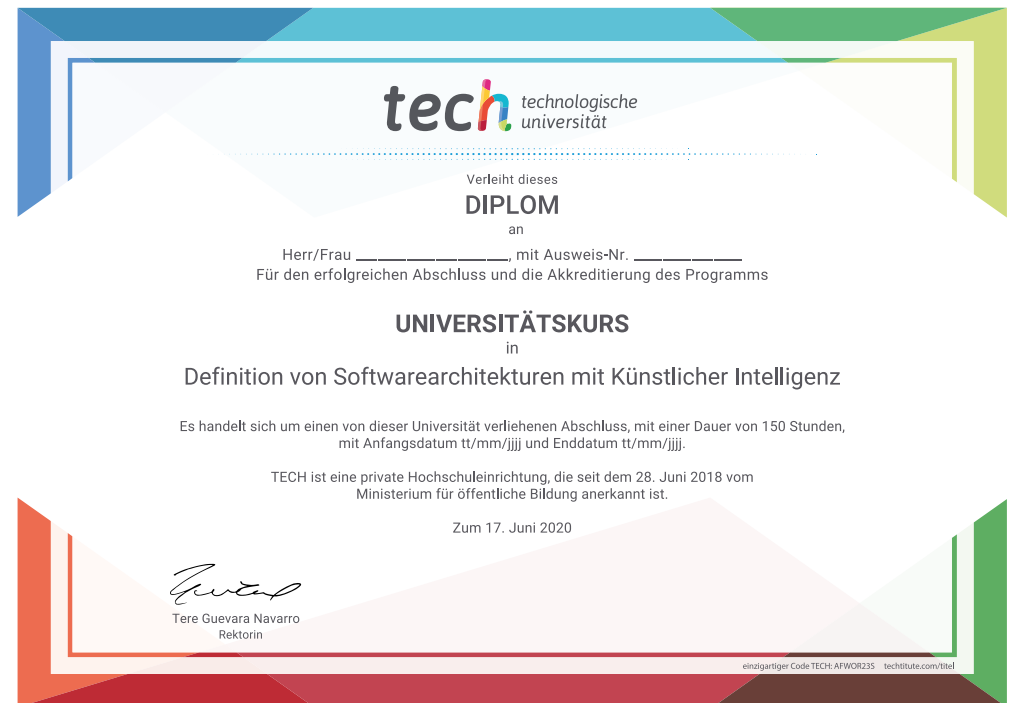 tech technologische
universität
Verleiht dieses
DIPLOM
an
Herr/Frau ________________, mit Ausweis-Nr. ____________
Für den erfolgreichen Abschluss und die Akkreditierung des Programms
UNIVERSITÄTSKURS
in
Definition von Softwarearchitekturen mit Künstlicher Intelligenz
Es handelt sich um einen von dieser Universität verliehenen Abschluss, mit einer Dauer von 150 Stunden,
mit Anfangsdatum tt/mm/jjjj und Enddatum tt/mm/jjjj.
TECH ist eine private Hochschuleinrichtung, die seit dem 28. Juni 2018 vom
Ministerium für öffentliche Bildung anerkannt ist.
Zum 17. Juni 2020
Tere Guevara Navarro
Rektorin
einzigartiger Code TECH: AFWOR23S techtitute.com/titel